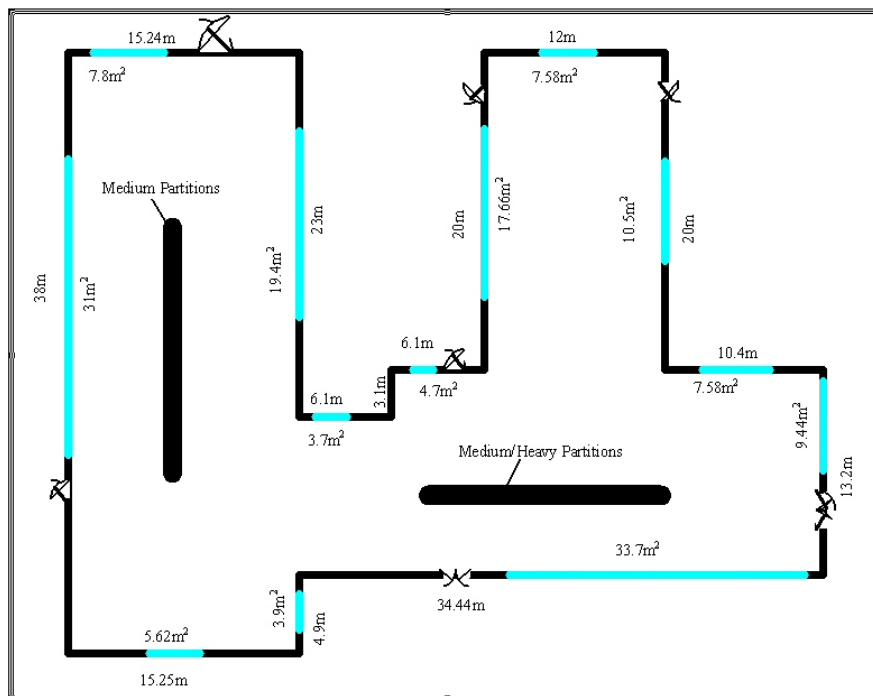 15.24m
12m
7.8m²
7.58m²
Medium Partitions
38m
31m²
19.4m²
23m
20m
17.66m²
10.5m²
20m
6.1m
10.4m
6.1m
3.1m
4.7m²
7.58m²
3.7m²
9.44m²
13.2m
Medium/Heavy Partitions
33.7m²
3.9m²
4.9m
34.44m
5.62m²
15.25m